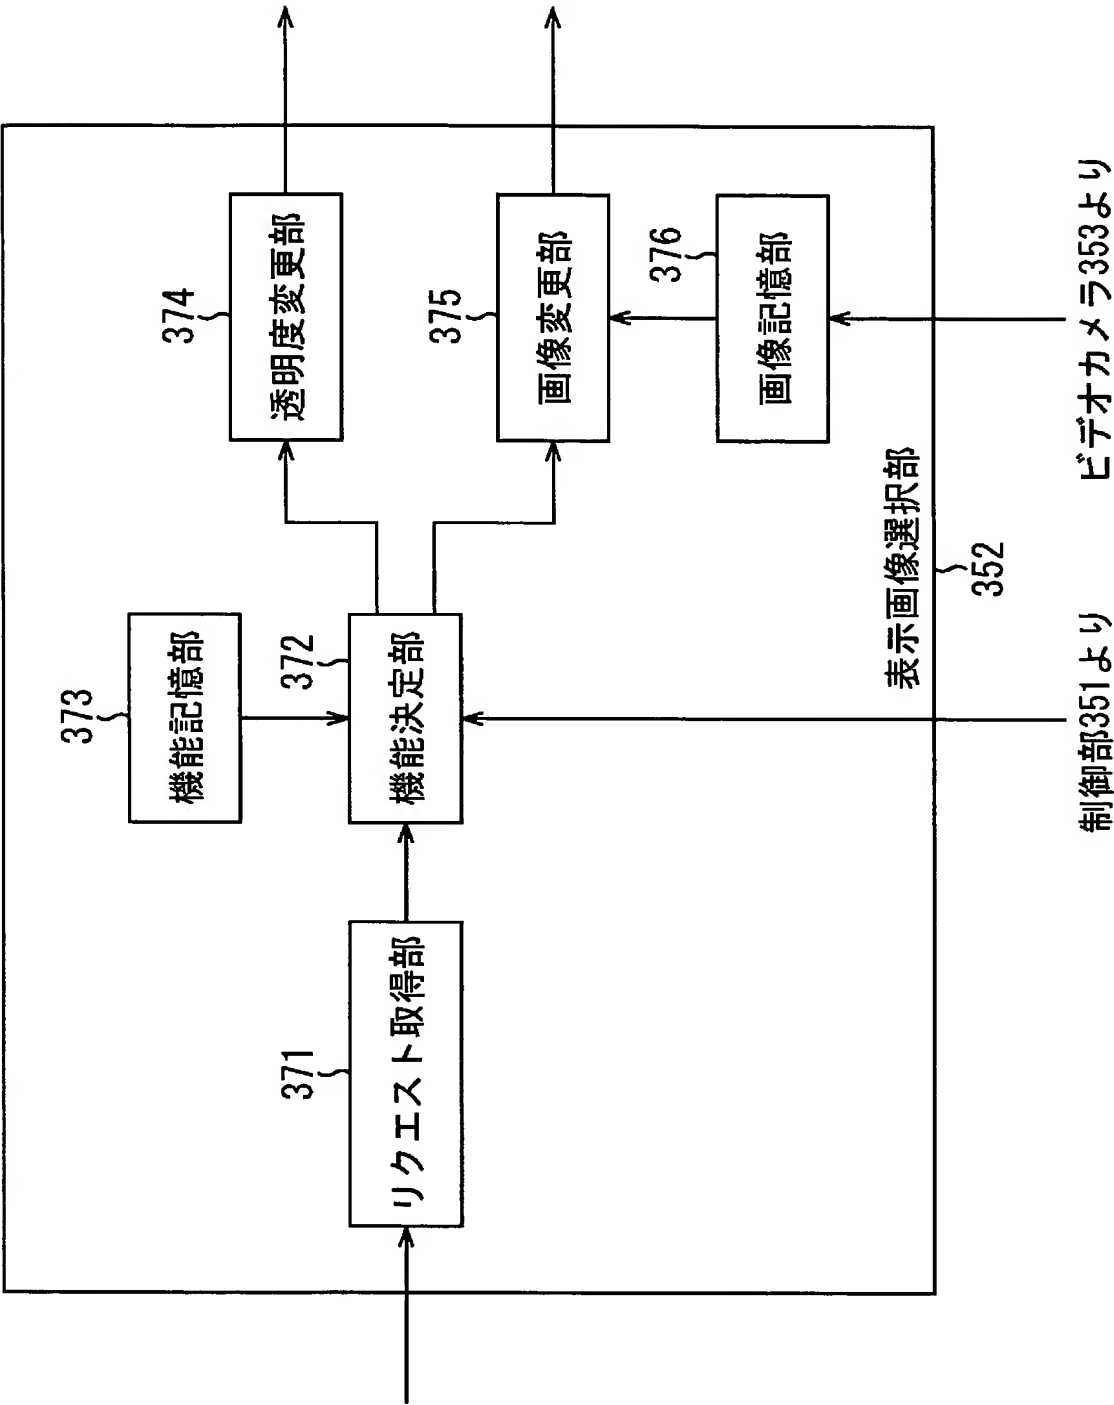 373
機能記憶部
371
リクエスト取得部
372
機能決定部
374
透明度変更部
375
画像変更部
376
画像記憶部
表示画像選択部
352
制御部351より
ビデオカメラ353より